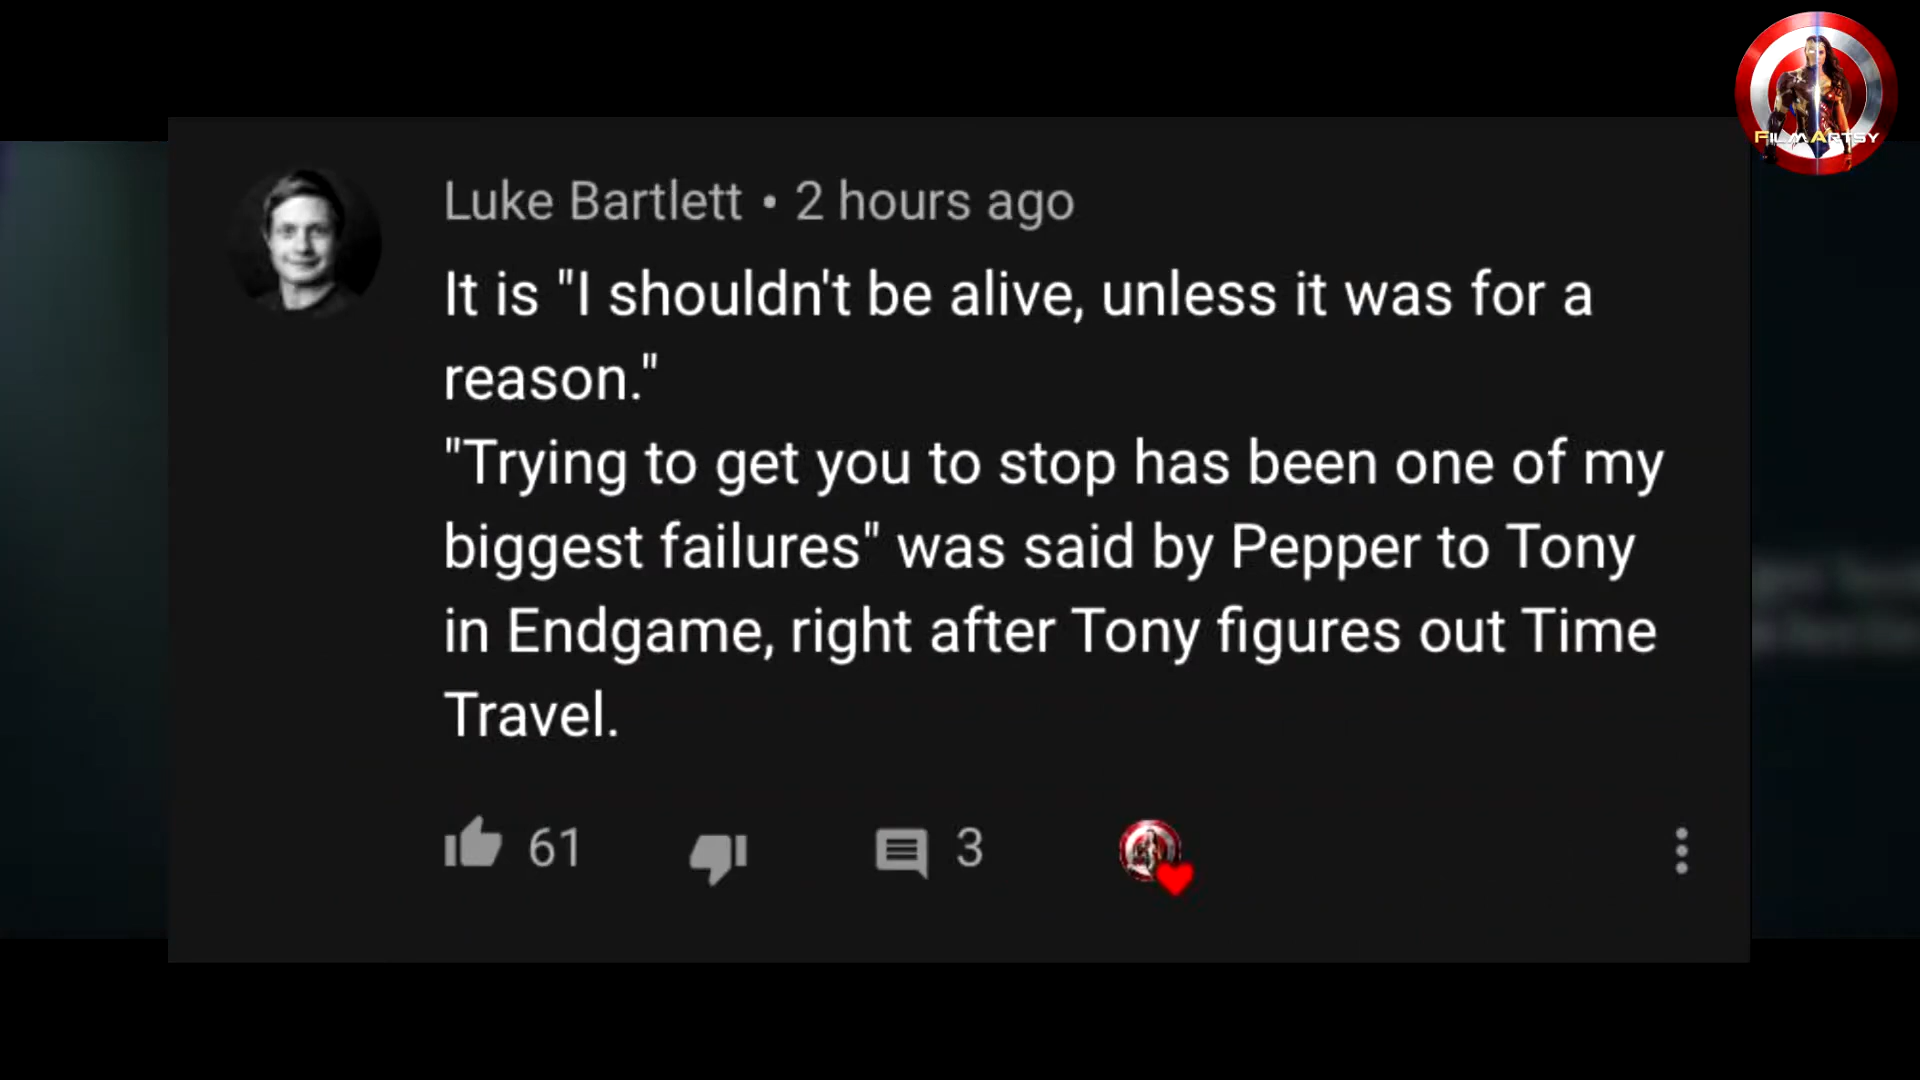 FILMARTSY
Luke Bartlett • 2 hours ago
It is "I shouldn't be alive, unless it was for a
reason."
"Trying to get you to stop has been one of my
biggest failures" was said by Pepper to Tony
in Endgame, right after Tony figures out Time
Travel.
61
3